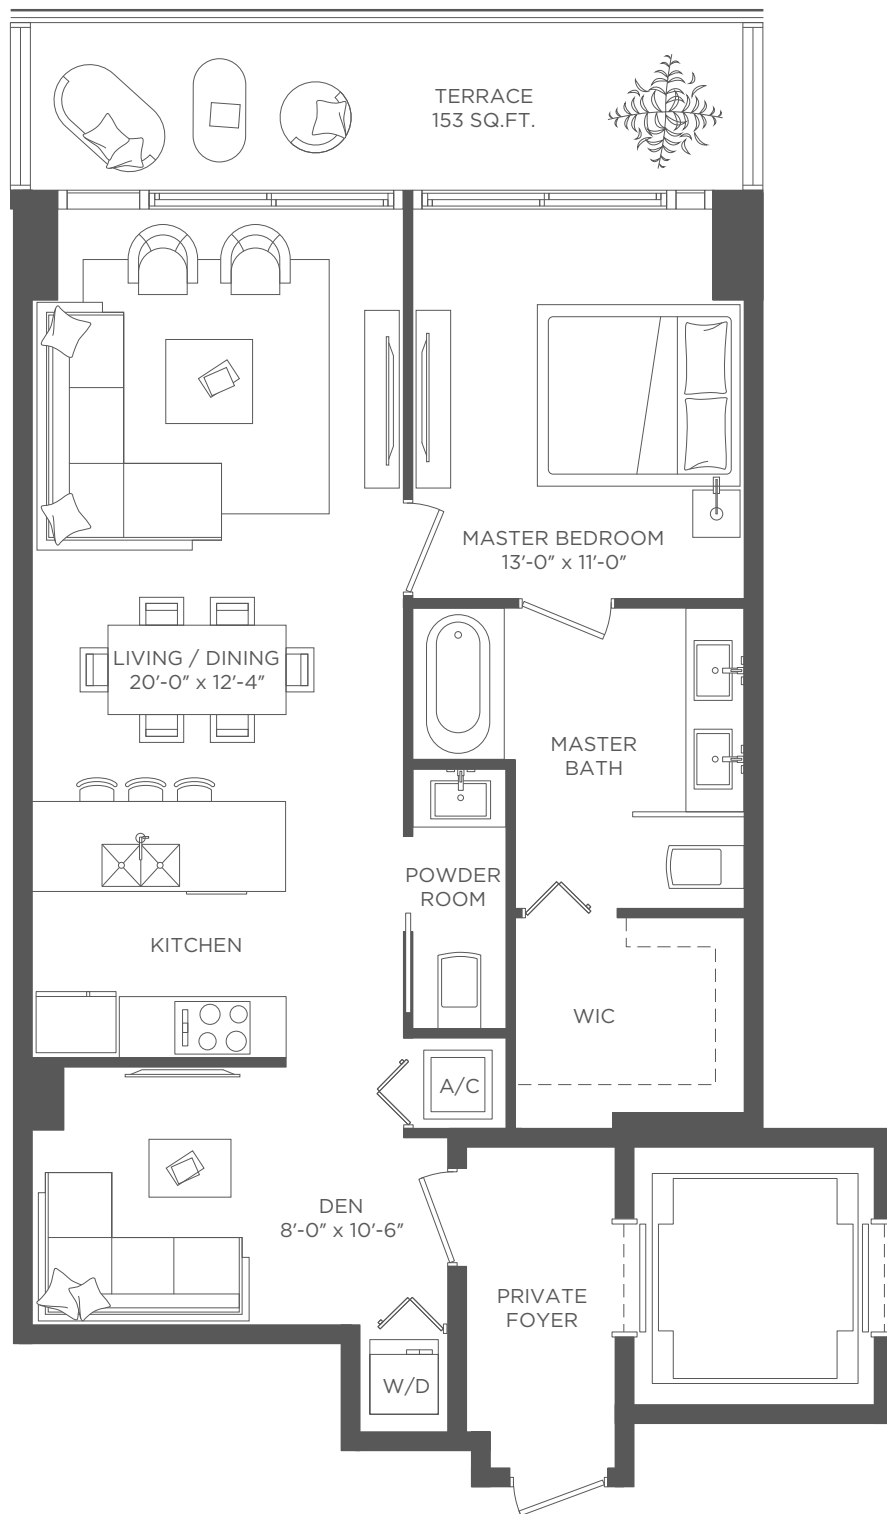 TERRACE
153 SQ.FT.
MASTER BEDROOM
13'-0" x 11'-0"
LIVING / DINING
20'-0" x 12'-4"
MASTER
BATH
POWDER
ROOM
KITCHEN
WIC
A/C
DEN
8'-0" x 10'-6"
PRIVATE
FOYER
W/D